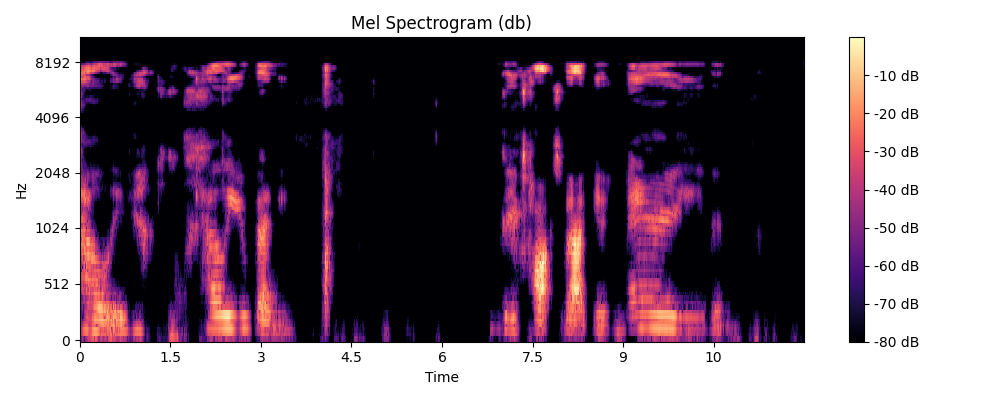 Mel Spectrogram (db)
8192
4096
2048
1024
512
0
Hz
0 1.5 3 4.5 6 7.5 9 10
Time
-10 dB
-20 dB
-30 dB
-40 dB
-50 dB
-60 dB
-70 dB
-80 dB